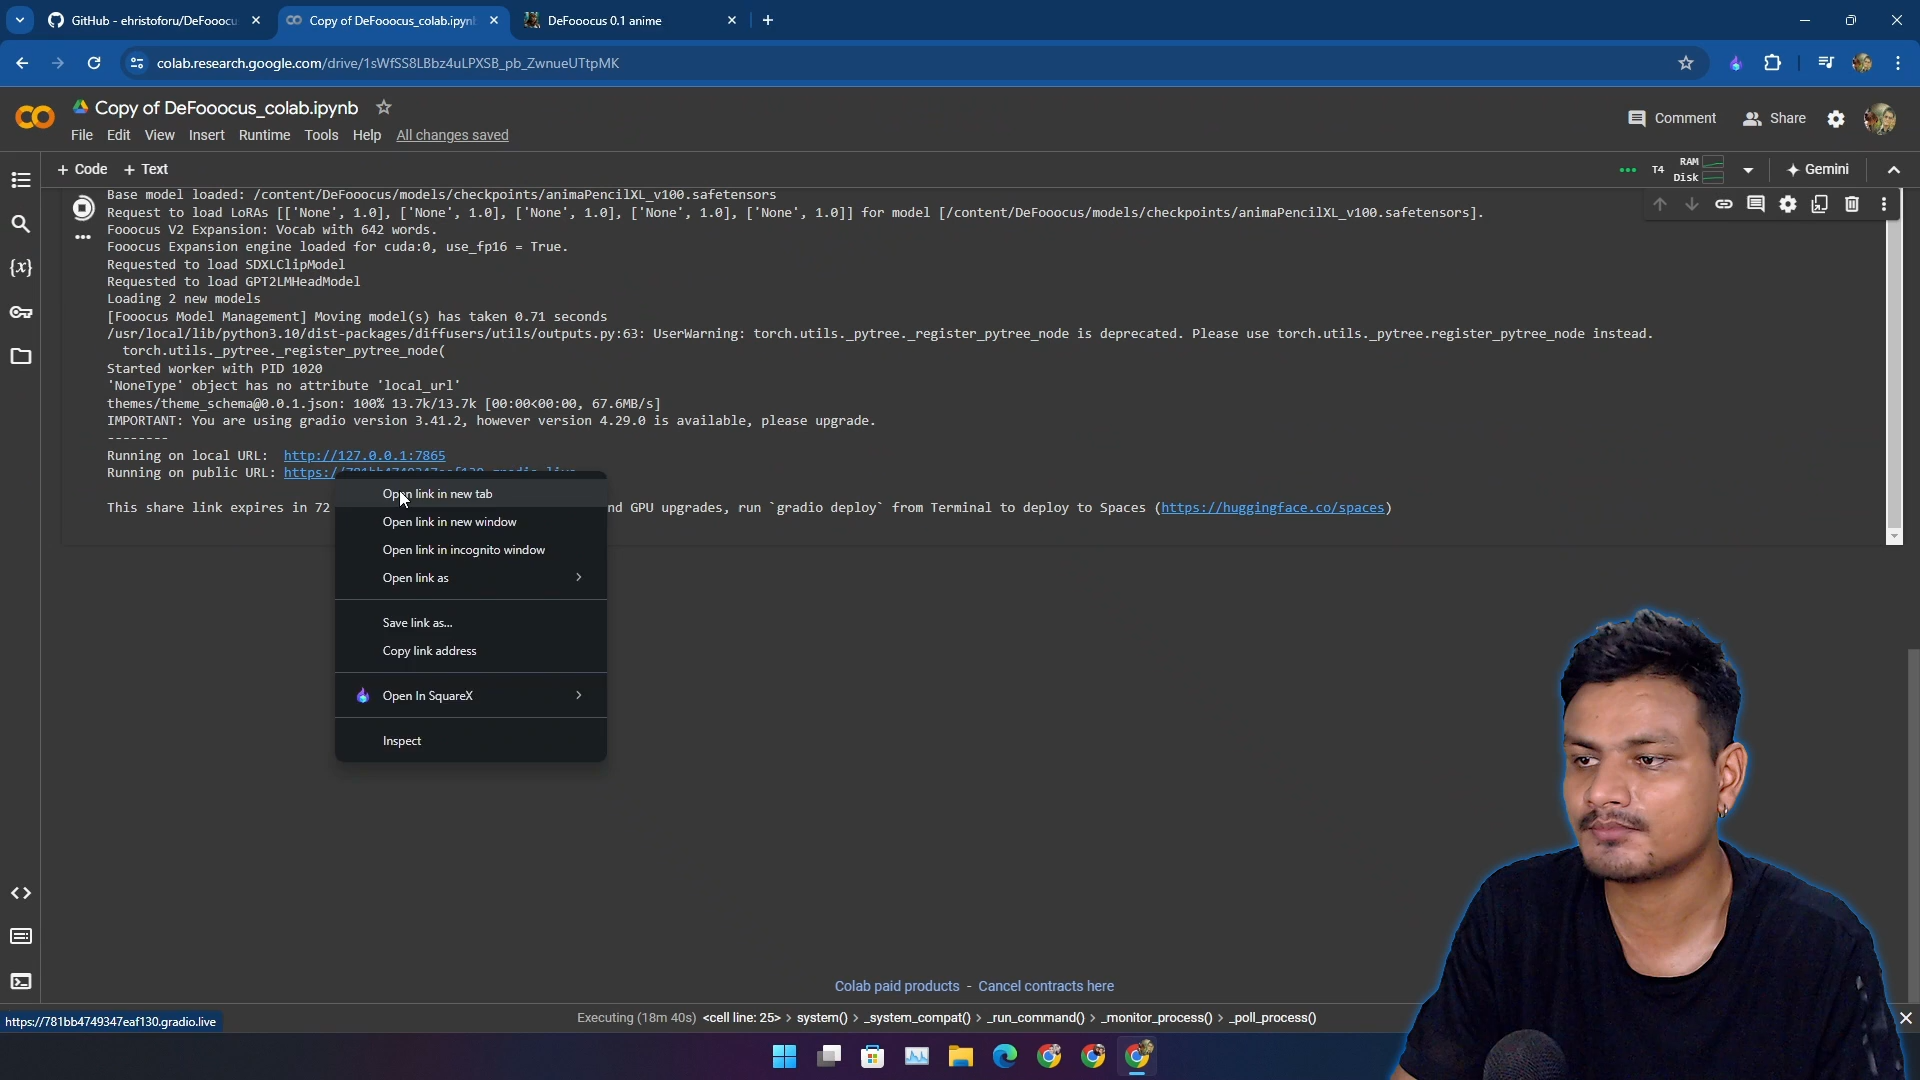 GitHub - ehristoforu/DeFooocu
Copy of DeFooocus_colab.ipynb
DeFooocus 0.1 anime
colab.research.google.com/drive/1sWfSS8LBbz4uLPXSB_pb_ZwnueUTtpMK
Copy of DeFooocus_colab.ipynb
File Edit View Insert Runtime Tools Help All changes saved
Comment Share
+ Code + Text
T4 RAM Disk Gemini
Base model loaded: /content/DeFooocus/models/checkpoints/animaPencilXL_v100.safetensors
Request to load LoRAs [['None', 1.0], ['None', 1.0], ['None', 1.0], ['None', 1.0], ['None', 1.0]] for model [/content/DeFooocus/models/checkpoints/animaPencilXL_v100.safetensors].
Fooocus V2 Expansion: Vocab with 642 words.
Fooocus Expansion engine loaded for cuda:0, use_fp16 = True.
Requested to load SDXLClipModel
Requested to load GPT2LMHeadModel
Loading 2 new models
[Fooocus Model Management] Moving model(s) has taken 0.71 seconds
/usr/local/lib/python3.10/dist-packages/diffusers/utils/outputs.py:63: UserWarning: torch.utils._pytree._register_pytree_node is deprecated. Please use torch.utils._pytree.register_pytree_node instead.
torch.utils._pytree._register_pytree_node(
Started worker with PID 1020
'NoneType' object has no attribute 'local_url'
themes/theme_schema@0.0.1.json: 100% 13.7k/13.7k [00:00<00:00, 67.6MB/s]
IMPORTANT: You are using gradio version 3.41.2, however version 4.29.0 is available, please upgrade.
--------
Running on local URL: http://127.0.0.1:7865
Running on public URL: https:/
This share link expires in 72 nd GPU upgrades, run `gradio deploy` from Terminal to deploy to Spaces (https://huggingface.co/spaces)
Open link in new tab
Open link in new window
Open link in incognito window
Open link as
Save link as...
Copy link address
Open In SquareX
Inspect
Colab paid products - Cancel contracts here
https://781bb4749347eaf130.gradio.live
Executing (18m 40s) <cell line: 25> > system() > _system_compat() > _run_command() > _monitor_process() > _poll_process()